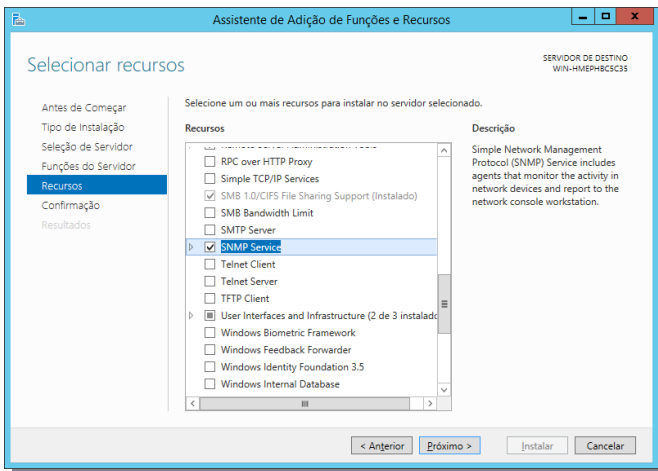 Assistente de Adição de Funções e Recursos
Selecionar recursos
SERVIDOR DE DESTINO
WIN-HMEPHBC5C35
Antes de Começar
Tipo de Instalação
Seleção de Servidor
Funções do Servidor
Recursos
Confirmação
Resultados
Selecione um ou mais recursos para instalar no servidor selecionado.
Recursos
RPC over HTTP Proxy
Simple TCP/IP Services
SMB 1.0/CIFS File Sharing Support (Instalado)
SMB Bandwidth Limit
SMTP Server
SNMP Service
Telnet Client
Telnet Server
TFTP Client
User Interfaces and Infrastructure (2 de 3 instalado
Windows Biometric Framework
Windows Feedback Forwarder
Windows Identity Foundation 3.5
Windows Internal Database
Descrição
Simple Network Management
Protocol (SNMP) Service includes
agents that monitor the activity in
network devices and report to the
network console workstation.
< Anterior
Próximo >
Instalar
Cancelar